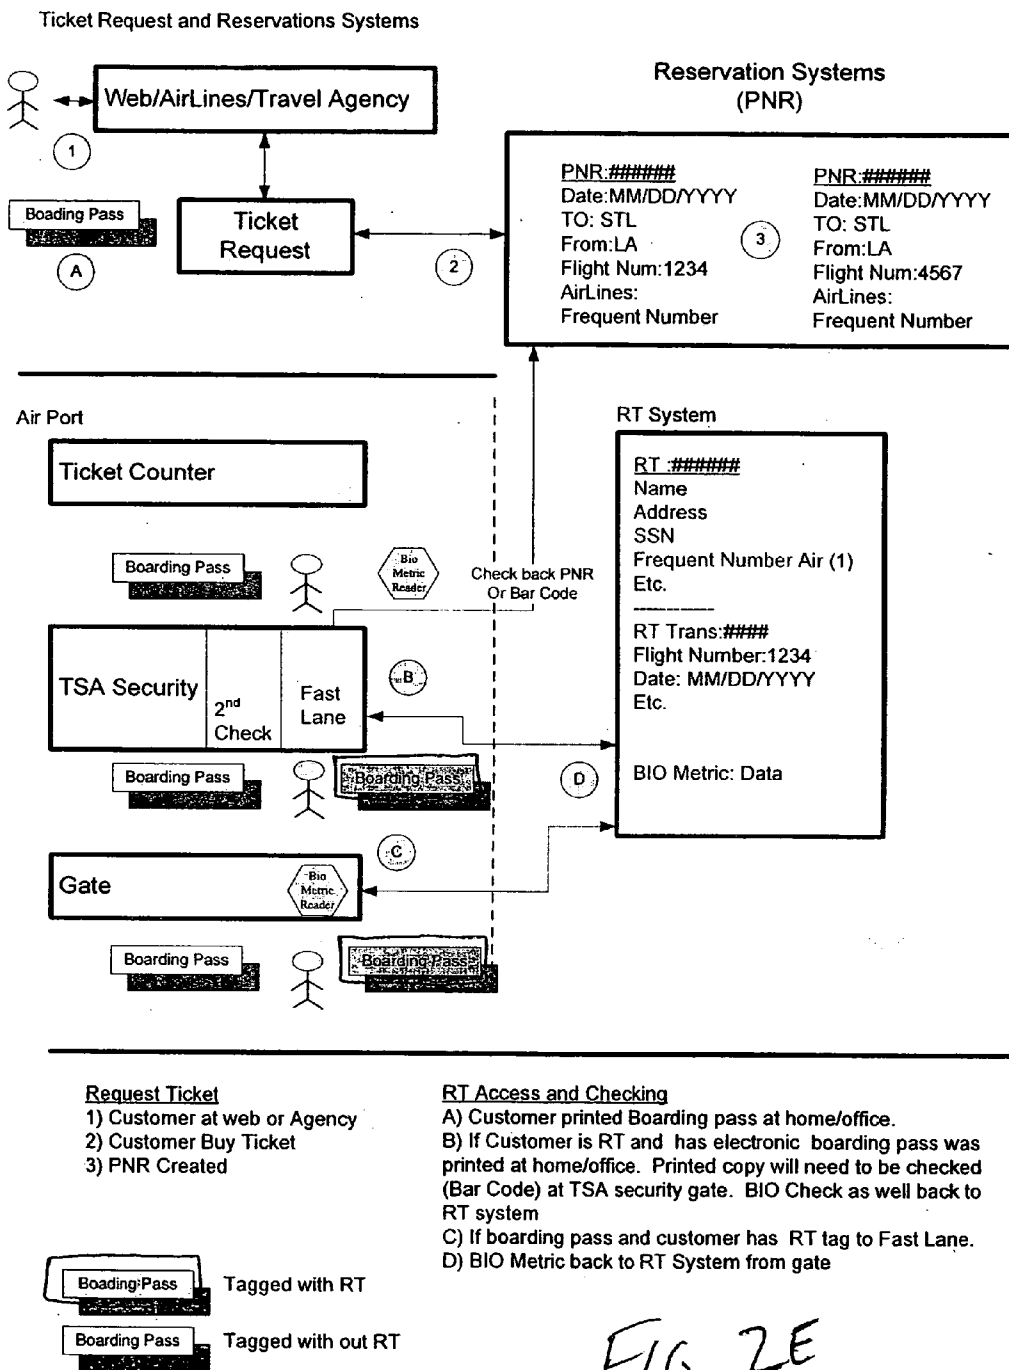 Ticket Request and Reservations Systems
Web/AirLines/Travel Agency
1
Boading Pass
A
Ticket
Request
2
Reservation Systems
(PNR)
PNR:######
Date:MM/DD/YYYY
TO: STL
From:LA
Flight Num:1234
AirLines:
Frequent Number
3
PNR:######
Date:MM/DD/YYYY
TO: STL
From:LA
Flight Num:4567
AirLines:
Frequent Number
Air Port
Ticket Counter
Boarding Pass
Bio
Metric
Reader
Check back PNR
Or Bar Code
TSA Security
2nd
Check
Fast
Lane
B
Boarding Pass
Boarding Pass
D
C
Gate
Bio
Metric
Reader
Boarding Pass
Boarding Pass
RT System
RT :######
Name
Address
SSN
Frequent Number Air (1)
Etc.
----------
RT Trans:####
Flight Number:1234
Date: MM/DD/YYYY
Etc.
BIO Metric: Data
Request Ticket
1) Customer at web or Agency
2) Customer Buy Ticket
3) PNR Created
RT Access and Checking
A) Customer printed Boarding pass at home/office.
B) If Customer is RT and has electronic boarding pass was
printed at home/office. Printed copy will need to be checked
(Bar Code) at TSA security gate. BIO Check as well back to
RT system
C) If boarding pass and customer has RT tag to Fast Lane.
D) BIO Metric back to RT System from gate
Boading Pass
Tagged with RT
Boarding Pass
Tagged with out RT
FIG 2E